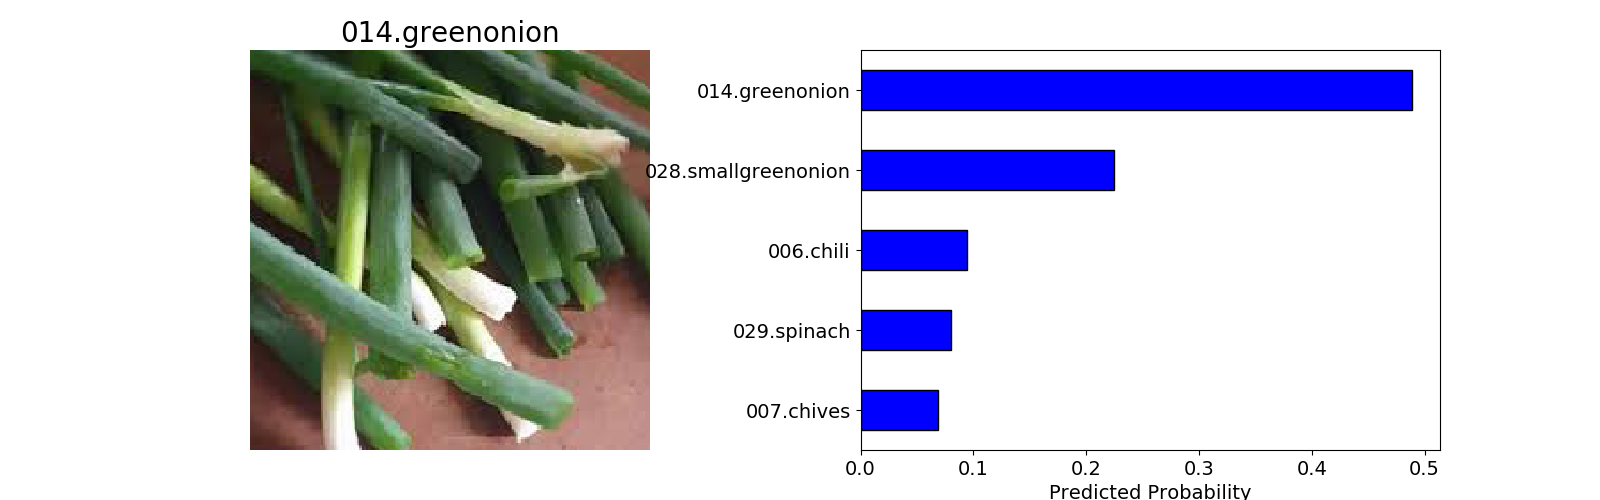 014.greenonion
014.greenonion
028.smallgreenonion
006.chili
029.spinach
007.chives
0.0 0.1 0.2 0.3 0.4 0.5
Predicted Probability